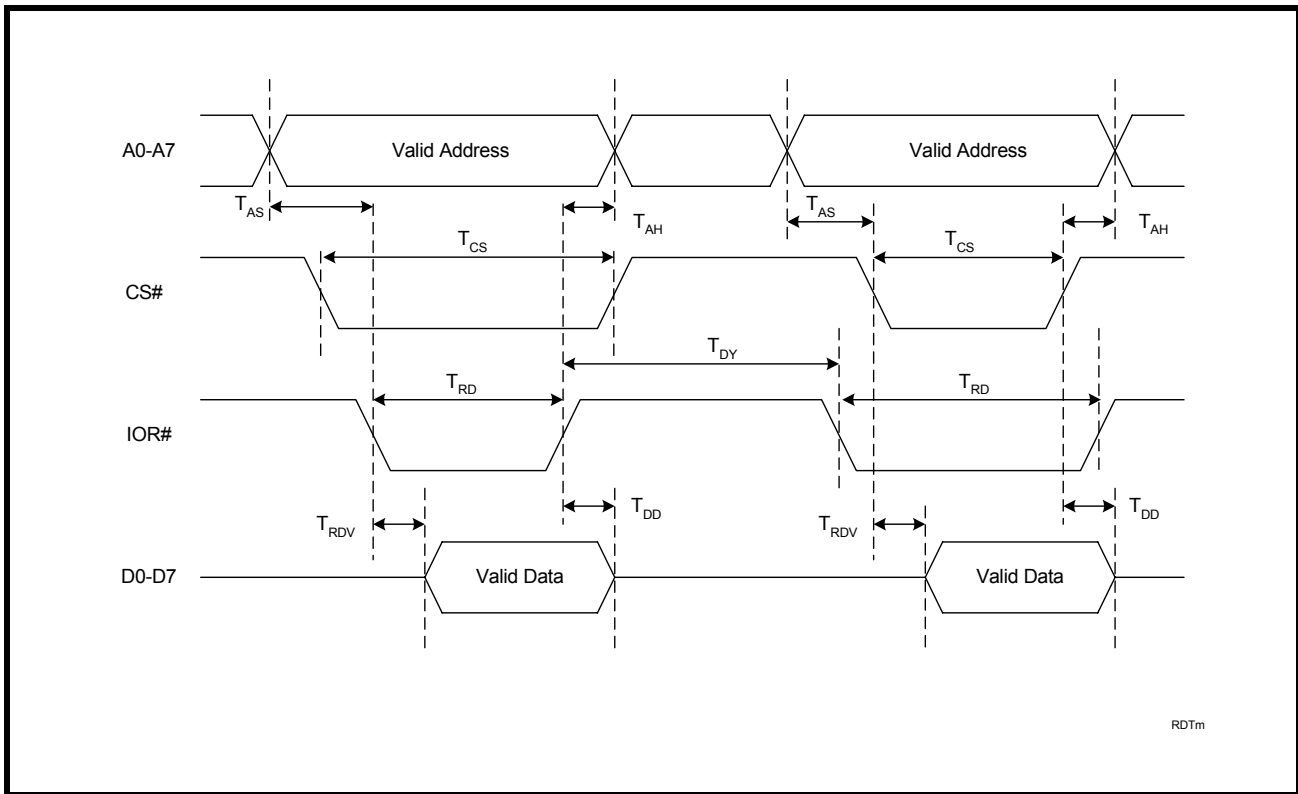 A0-A7
Valid Address
Valid Address
TAS
TAH
TAS
TAH
TCS
TCS
CS#
TDY
TRD
TRD
IOR#
TRDV
TDD
TRDV
TDD
D0-D7
Valid Data
Valid Data
RDTm